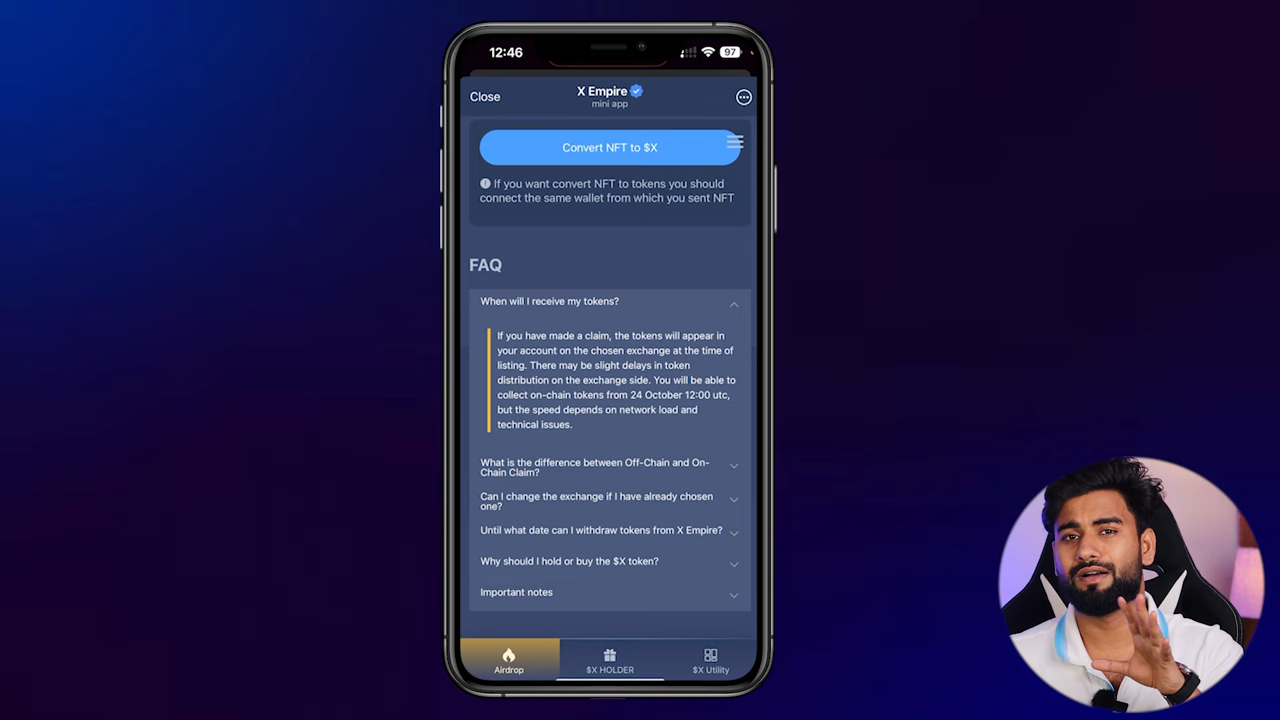 12:46
97
Close
X Empire
mini app
Convert NFT to $X
If you want convert NFT to tokens you should
connect the same wallet from which you sent NFT
FAQ
When will I receive my tokens?
If you have made a claim, the tokens will appear in
your account on the chosen exchange at the time of
listing. There may be slight delays in token
distribution on the exchange side. You will be able to
collect on-chain tokens from 24 October 12:00 utc,
but the speed depends on network load and
technical issues.
What is the difference between Off-Chain and On-
Chain Claim?
Can I change the exchange if I have already chosen
one?
Until what date can I withdraw tokens from X Empire?
Why should I hold or buy the $X token?
Important notes
Airdrop
$X HOLDER
$X Utility